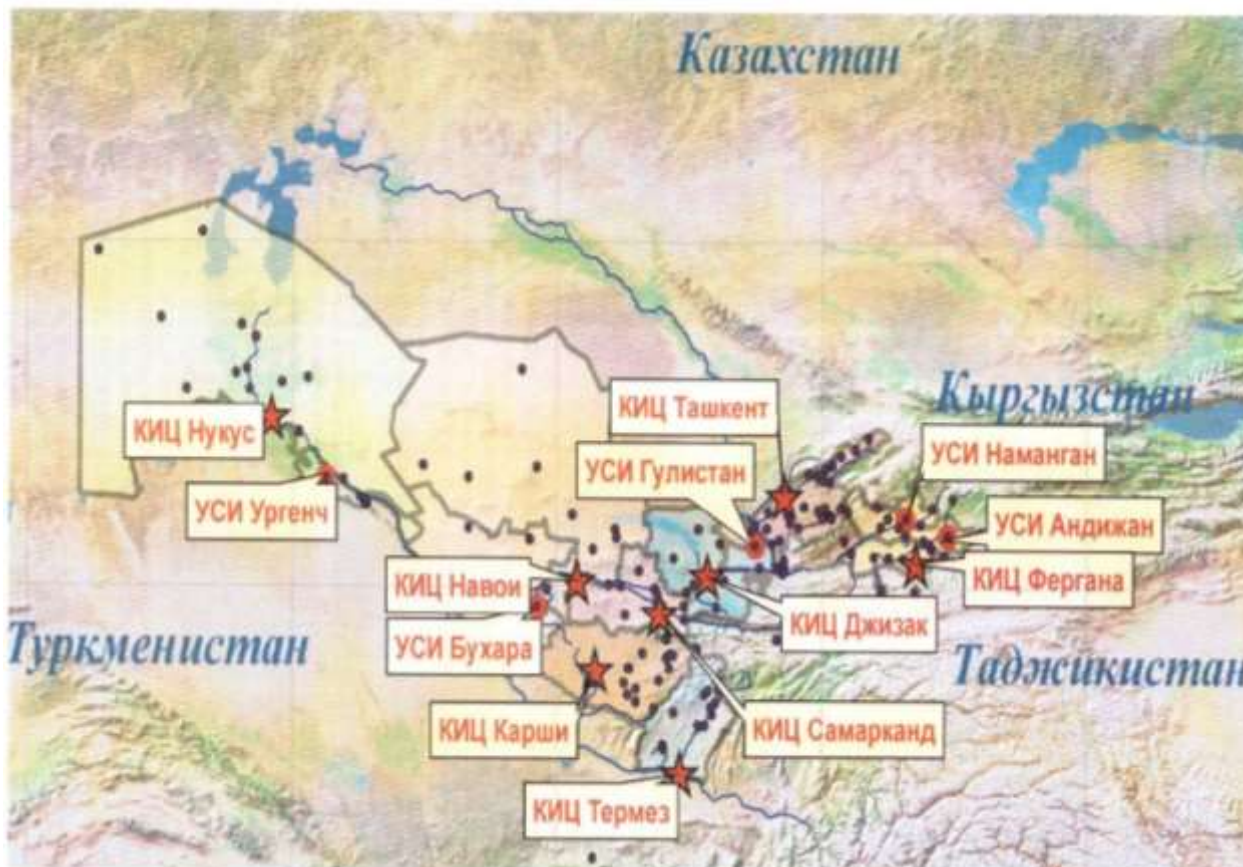 Казахстан
Кыргызстан
КИЦ Ташкент
КИЦ Нукус
УСИ Наманган
УСИ Гулистан
УСИ Ургенч
УСИ Андижан
КИЦ Навои
КИЦ Фергана
КИЦ Джизак
УСИ Бухара
Туркменистан
Таджикистан
КИЦ Карши
КИЦ Самарканд
КИЦ Термез